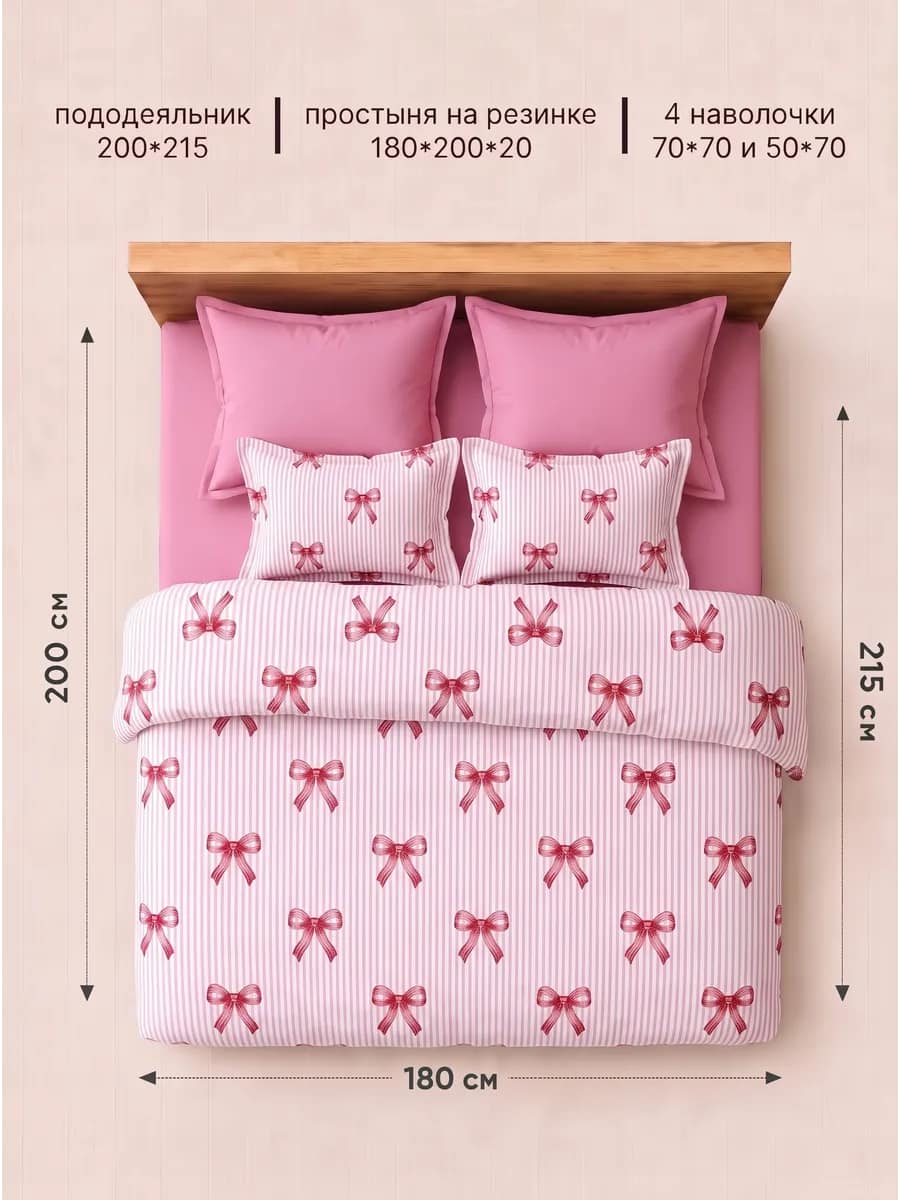 пододеяльник
200*215
простыня на резинке
180*200*20
4 наволочки
70*70 и 50*70
200 см
215 см
180 см